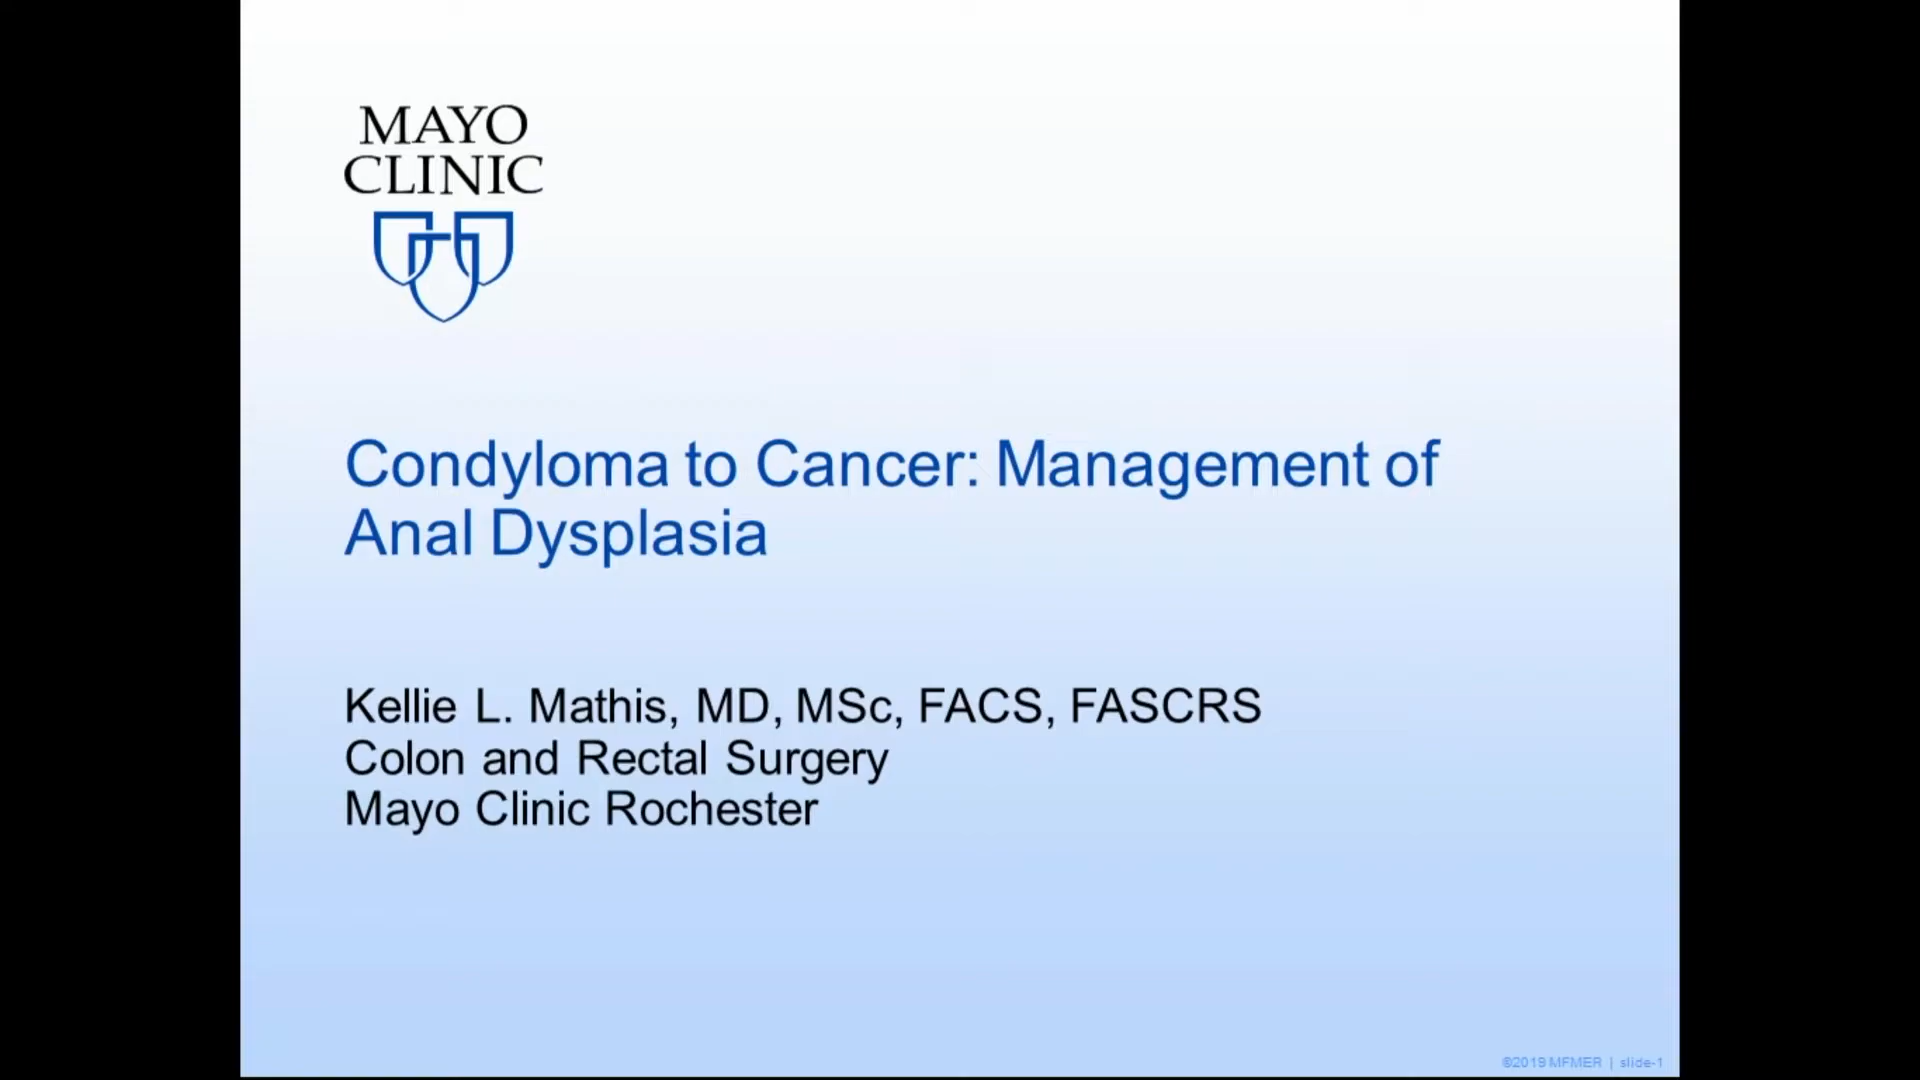 MAYO
CLINIC
Condyloma to Cancer: Management of
Anal Dysplasia
Kellie L. Mathis, MD, MSc, FACS, FASCRS
Colon and Rectal Surgery
Mayo Clinic Rochester
©2019 MFMER | slide-1